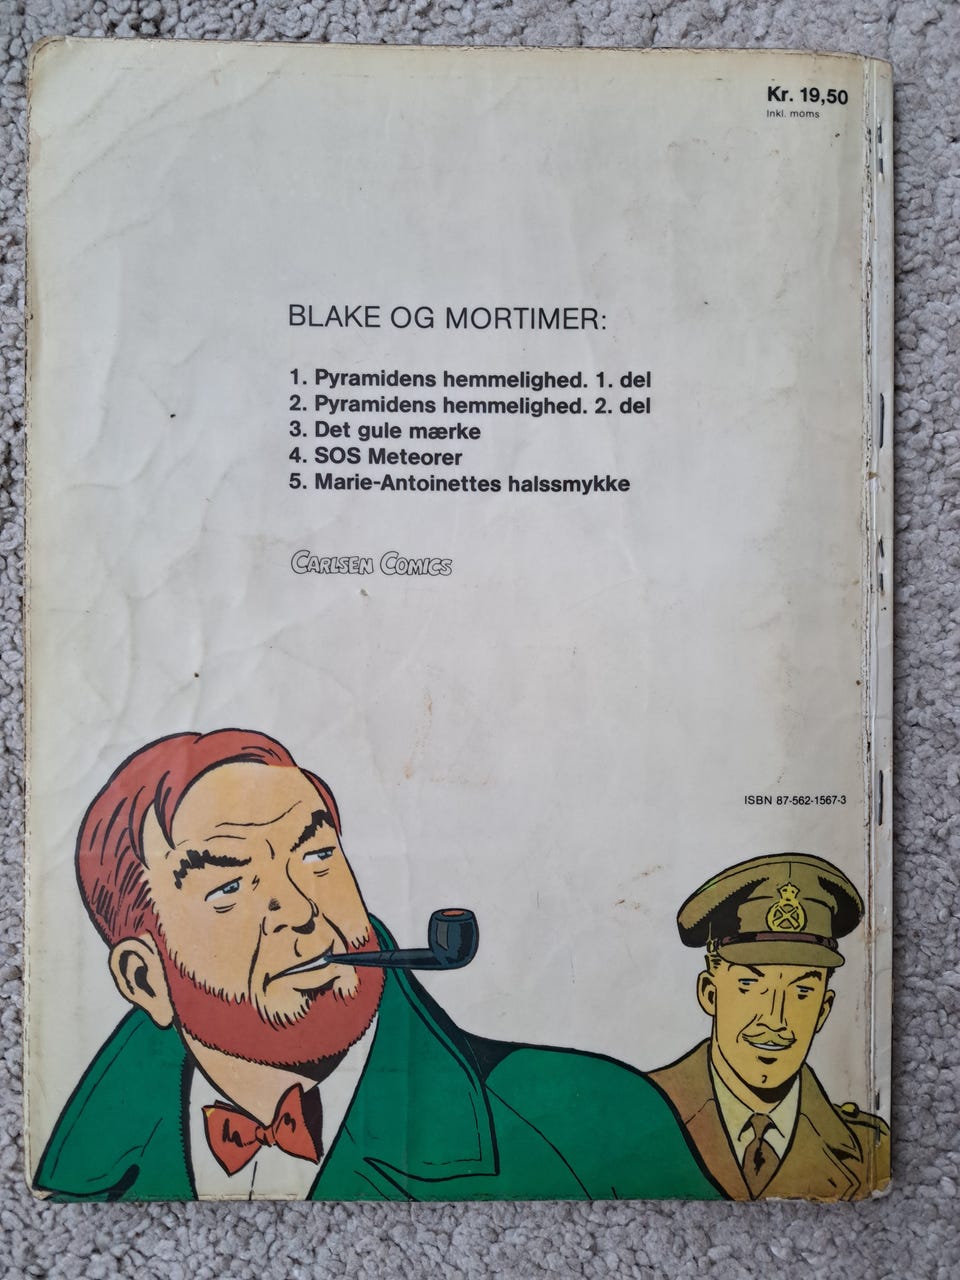 Kr. 19,50
Inkl. moms
BLAKE OG MORTIMER:
1. Pyramidens hemmelighed. 1. del
2. Pyramidens hemmelighed. 2. del
3. Det gule mærke
4. SOS Meteorer
5. Marie-Antoinettes halssmykke
CARLSEN COMICS
ISBN 87-562-1567-3